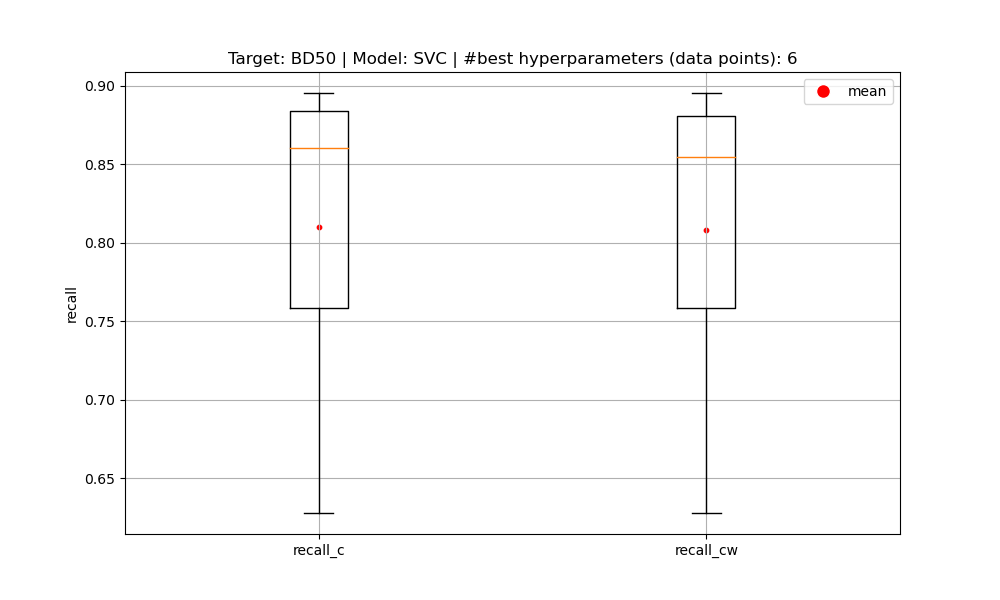 Target: BD50 | Model: SVC | #best hyperparameters (data points): 6
mean
0.90
0.85
0.80
0.75
0.70
0.65
recall
recall_c
recall_cw